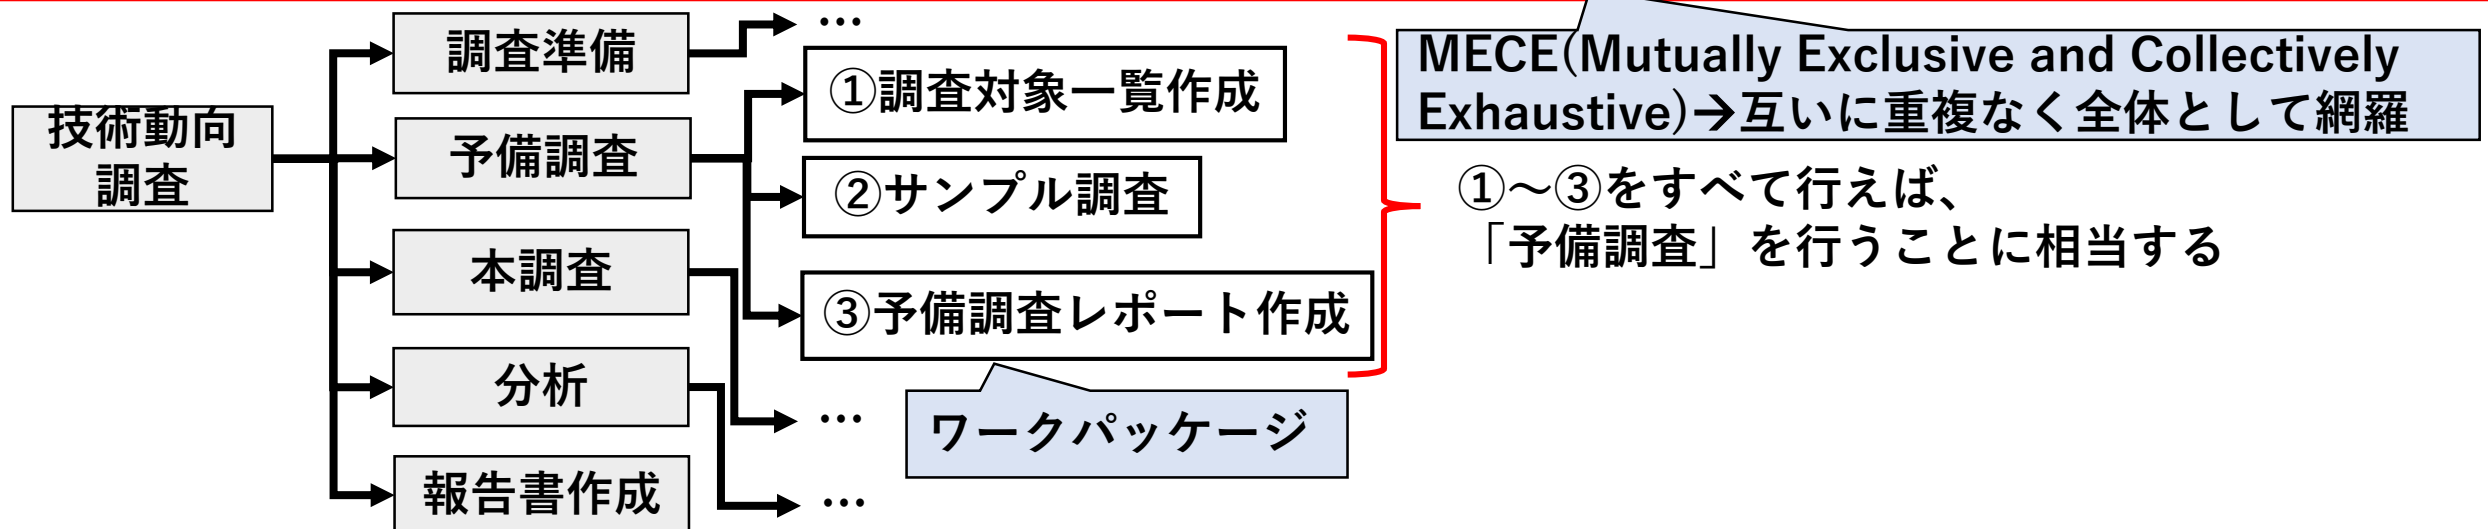 技術動向
調査
調査準備
予備調査
本調査
分析
報告書作成
…
①調査対象一覧作成
②サンプル調査
③予備調査レポート作成
ワークパッケージ
…
…
MECE(Mutually Exclusive and Collectively
Exhaustive)→互いに重複なく全体として網羅
①～③をすべて行えば、
「予備調査」を行うことに相当する